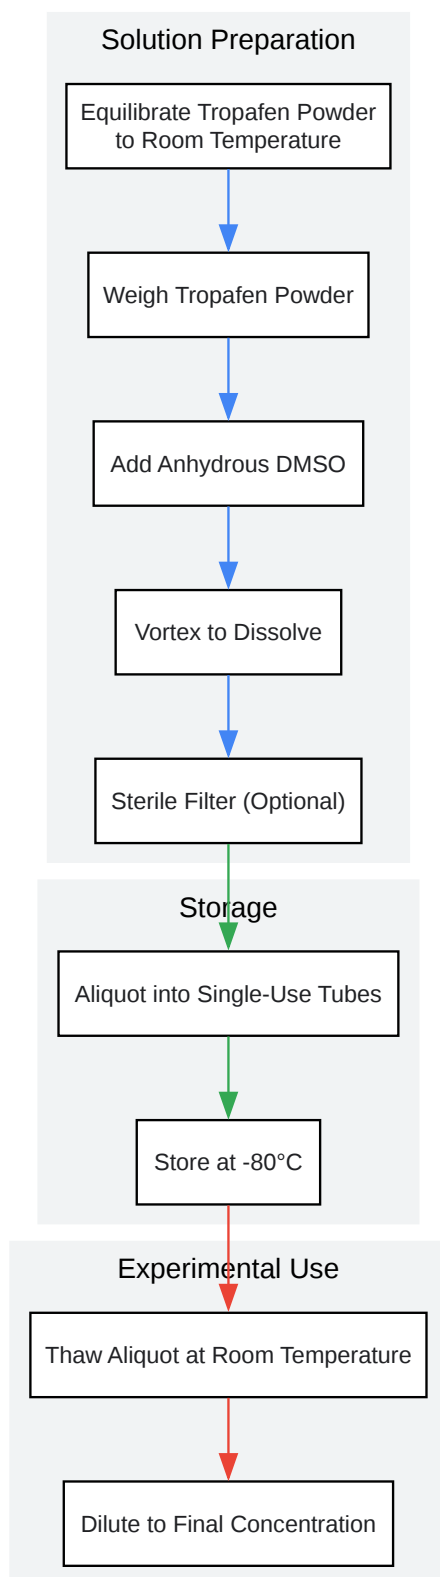 Solution Preparation
Equilibrate Tropafen Powder
to Room Temperature
Weigh Tropafen Powder
Add Anhydrous DMSO
Vortex to Dissolve
Sterile Filter (Optional)
Storage
Aliquot into Single-Use Tubes
Store at -80°C
Experimental Use
Thaw Aliquot at Room Temperature
Dilute to Final Concentration